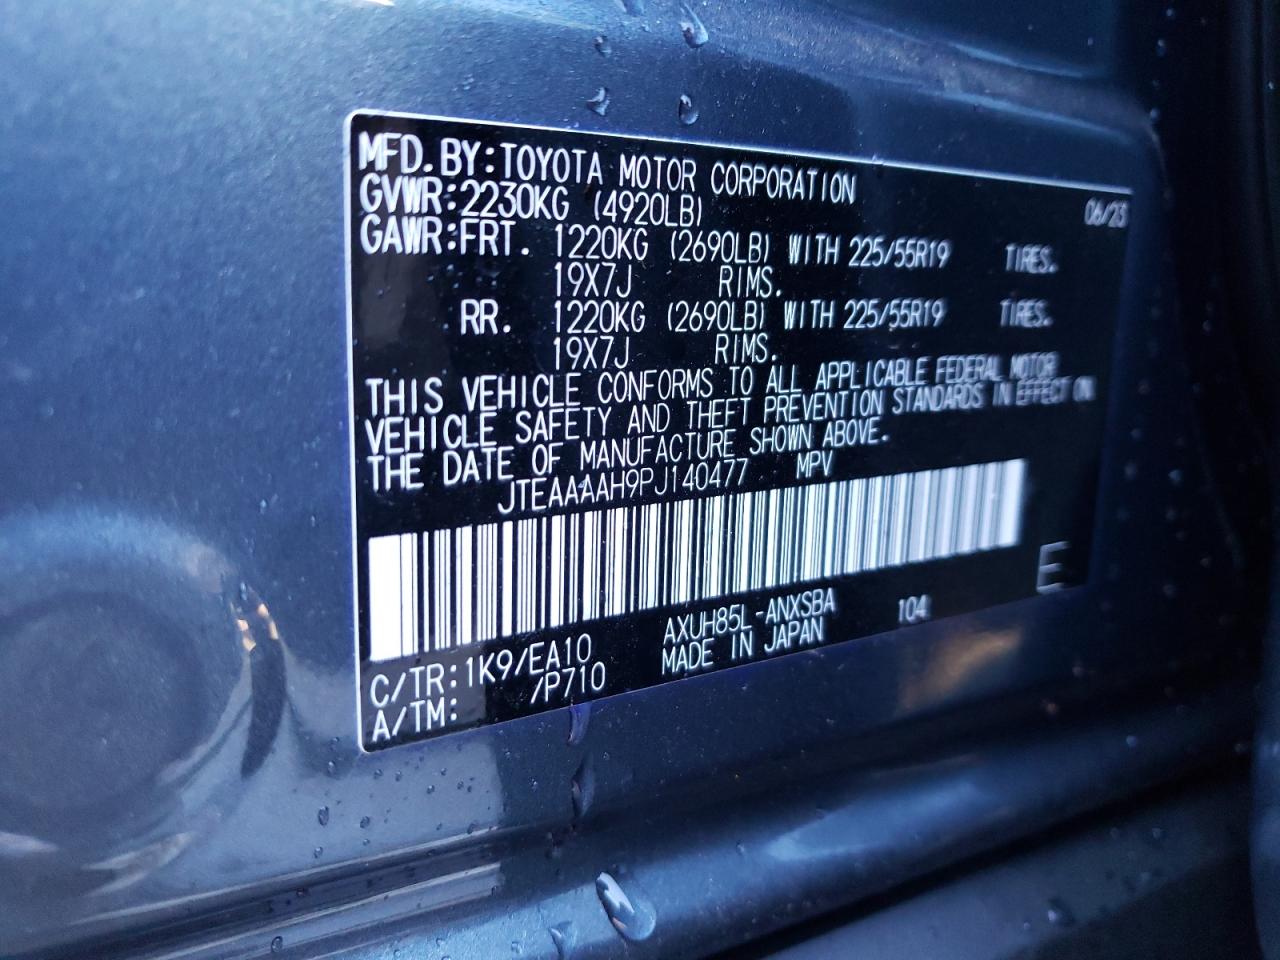 MFD.BY:TOYOTA MOTOR CORPORATION 06/23
GVWR:2230KG (4920LB)
GAWR:FRT. 1220KG (2690LB) WITH 225/55R19 TIRES.
19X7J RIMS.
RR. 1220KG (2690LB) WITH 225/55R19 TIRES.
19X7J RIMS.
THIS VEHICLE CONFORMS TO ALL APPLICABLE FEDERAL MOTOR
VEHICLE SAFETY AND THEFT PREVENTION STANDARDS IN EFFECT ON
THE DATE OF MANUFACTURE SHOWN ABOVE.
JTEAAAAH9PJ140477 MPV
E
C/TR:1K9/EA10 AXUH85L-ANXSBA 104
A/TM: /P710 MADE IN JAPAN